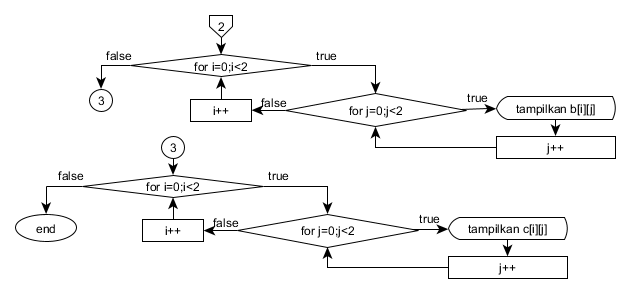 2
false
for i=0;i<2
true
3
i++
false
for j=0;j<2
true
tampilkan b[i][j]
j++
3
false
for i=0;i<2
true
end
i++
false
for j=0;j<2
true
tampilkan c[i][j]
j++